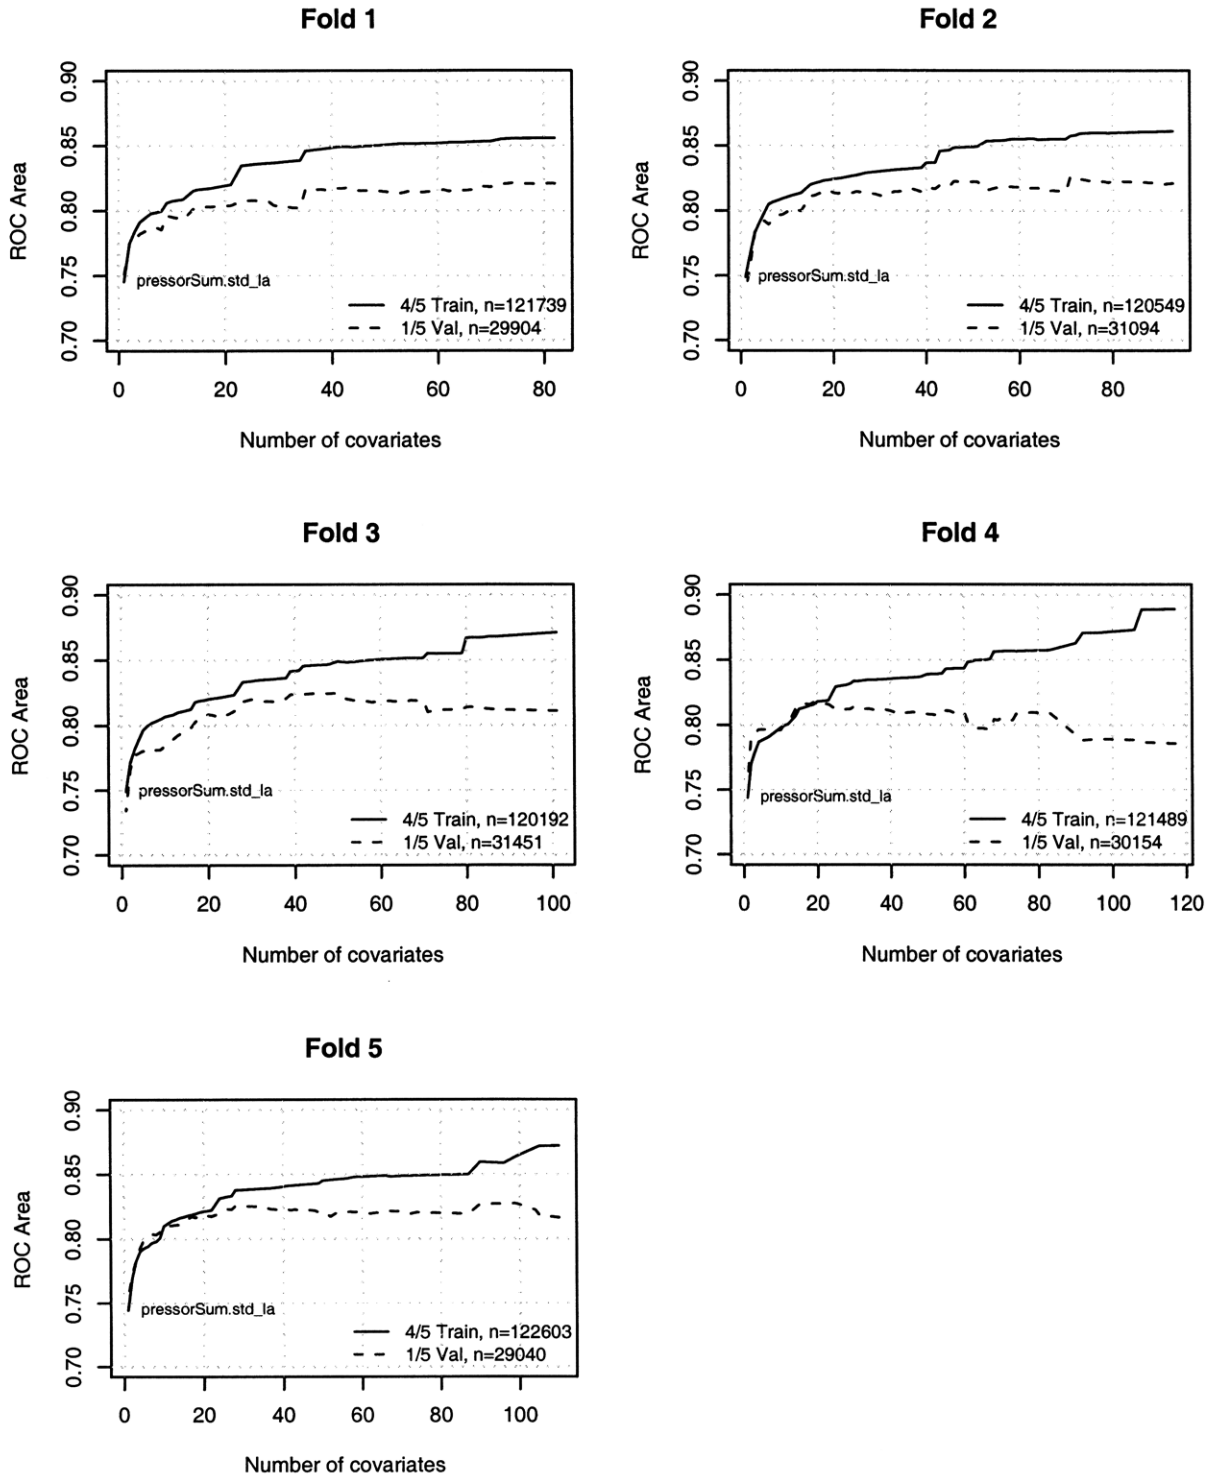 Fold 1
ROC Area
0.90
0.85
0.80
0.75
0.70
pressorSum.std_la
4/5 Train, n=121739
1/5 Val, n=29904
0 20 40 60 80
Number of covariates
Fold 2
ROC Area
0.90
0.85
0.80
0.75
0.70
pressorSum.std_la
4/5 Train, n=120549
1/5 Val, n=31094
0 20 40 60 80
Number of covariates
Fold 3
ROC Area
0.90
0.85
0.80
0.75
0.70
pressorSum.std_la
4/5 Train, n=120192
1/5 Val, n=31451
0 20 40 60 80 100
Number of covariates
Fold 4
ROC Area
0.90
0.85
0.80
0.75
0.70
pressorSum.std_la
4/5 Train, n=121489
1/5 Val, n=30154
0 20 40 60 80 100 120
Number of covariates
Fold 5
ROC Area
0.90
0.85
0.80
0.75
0.70
pressorSum.std_la
4/5 Train, n=122603
1/5 Val, n=29040
0 20 40 60 80 100
Number of covariates